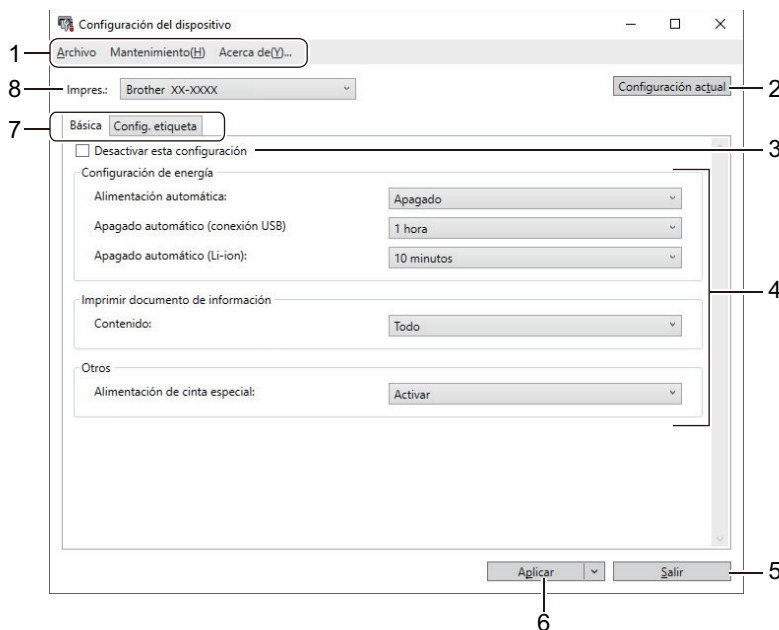 Configuración del dispositivo
1 Archivo Mantenimiento(H) Acerca de(Y)...
8 Impres.: Brother XX-XXXX Configuración actual 2
7 Básica Config. etiqueta
Desactivar esta configuración 3
Configuración de energía
Alimentación automática: Apagado
Apagado automático (conexión USB) 1 hora
Apagado automático (Li-ion): 10 minutos
4
Imprimir documento de información
Contenido: Todo
Otros
Alimentación de cinta especial: Activar
Aplicar Salir 5
6